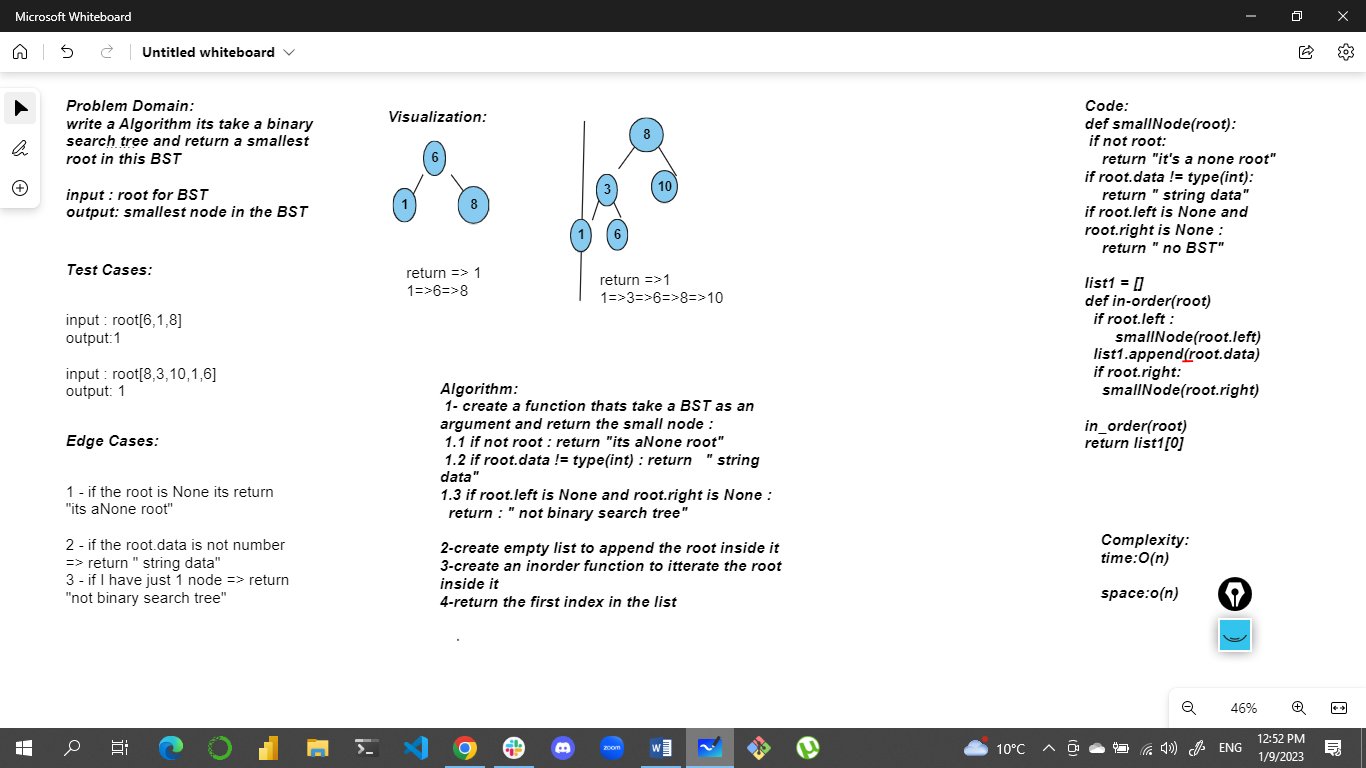 Microsoft Whiteboard
Untitled whiteboard
Problem Domain:
write a Algorithm its take a binary
search tree and return a smallest
root in this BST
input : root for BST
output: smallest node in the BST
Test Cases:
input : root[6,1,8]
output:1
input : root[8,3,10,1,6]
output: 1
Edge Cases:
1 - if the root is None its return
"its aNone root"
2 - if the root.data is not number
=> return " string data"
3 - if I have just 1 node => return
"not binary search tree"
Visualization:
6
1
8
return => 1
1=>6=>8
8
3
10
1
6
return =>1
1=>3=>6=>8=>10
Algorithm:
1- create a function thats take a BST as an
argument and return the small node :
1.1 if not root : return "its aNone root"
1.2 if root.data != type(int) : return " string
data"
1.3 if root.left is None and root.right is None :
return : " not binary search tree"
2-create empty list to append the root inside it
3-create an inorder function to itterate the root
inside it
4-return the first index in the list
.
Code:
def smallNode(root):
if not root:
return "it's a none root"
if root.data != type(int):
return " string data"
if root.left is None and
root.right is None :
return " no BST"
list1 = []
def in-order(root)
if root.left :
smallNode(root.left)
list1.append(root.data)
if root.right:
smallNode(root.right)
in_order(root)
return list1[0]
Complexity:
time:O(n)
space:o(n)
46%
zoom
10°C
ENG
12:52 PM
1/9/2023